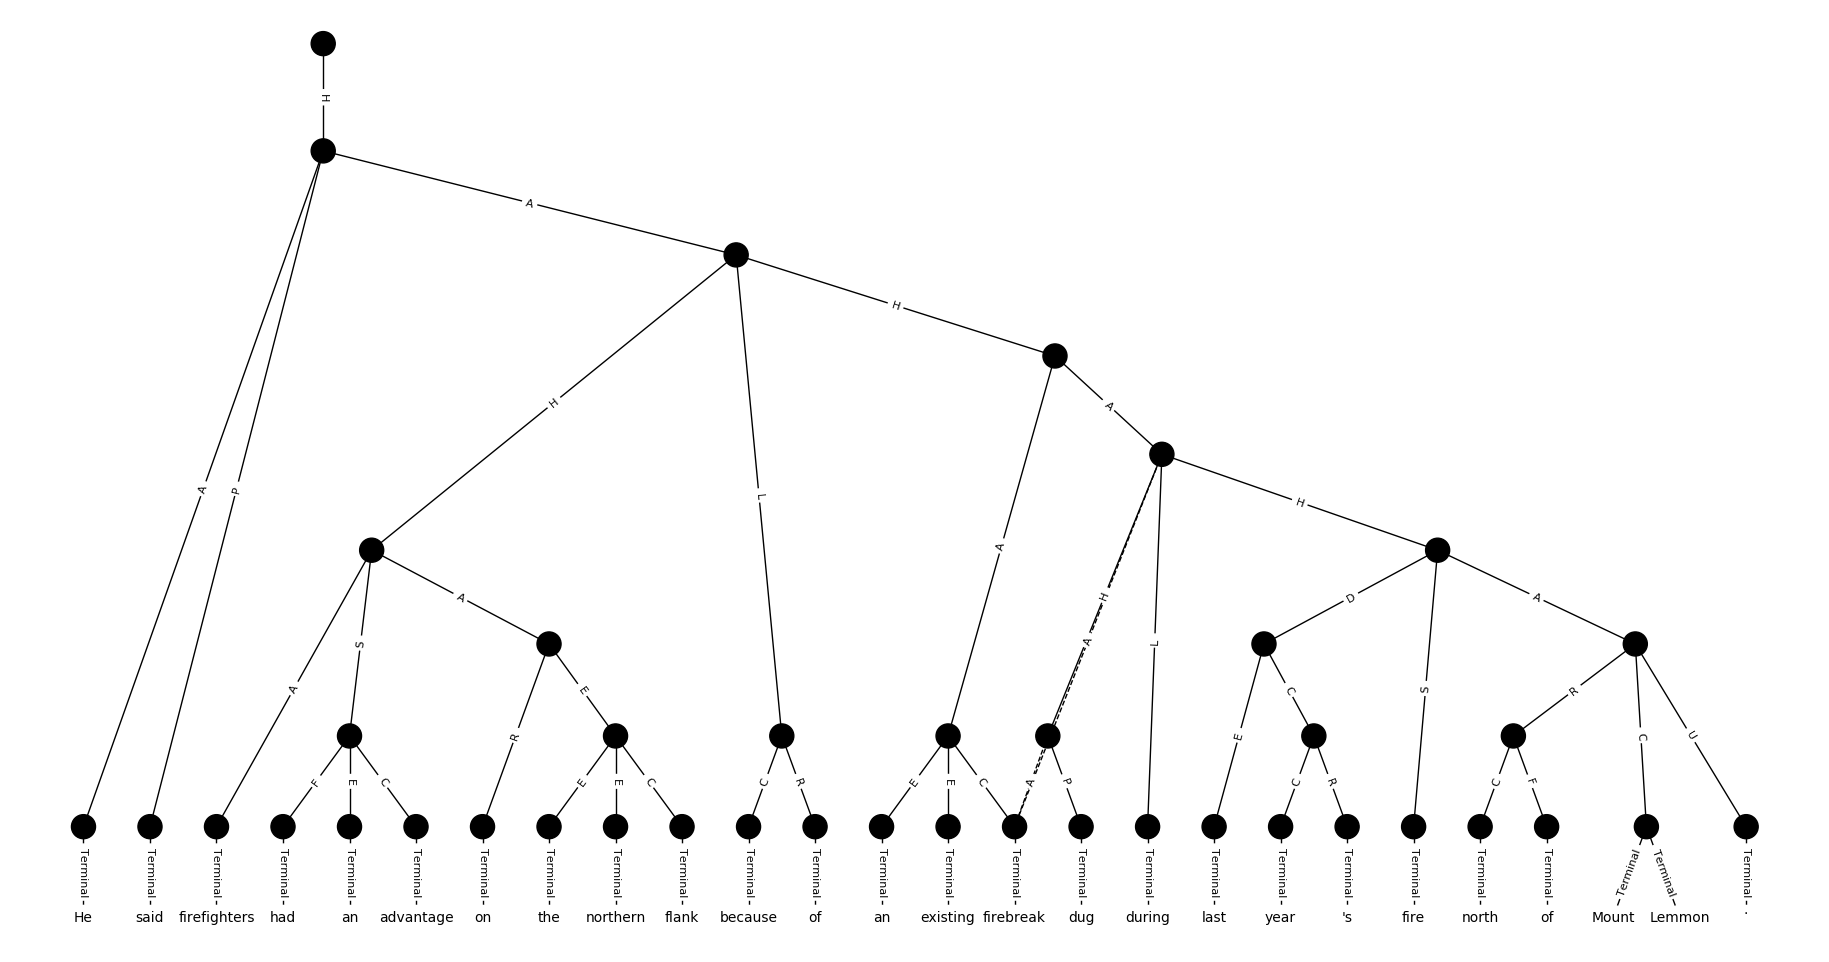 H
A
H
A
H
A
A
P
L
A
H
A
L
H
D
A
A
S
A
R
E
E
C
S
R
C
U
F
E
C
E
E
C
C
R
E
E
C
A
P
C
R
C
F
Terminal Terminal Terminal Terminal Terminal Terminal Terminal Terminal Terminal Terminal Terminal Terminal Terminal Terminal Terminal Terminal Terminal Terminal Terminal Terminal Terminal Terminal Terminal Terminal Terminal Terminal
He said firefighters had an advantage on the northern flank because of an existing firebreak dug during last year 's fire north of Mount Lemmon .